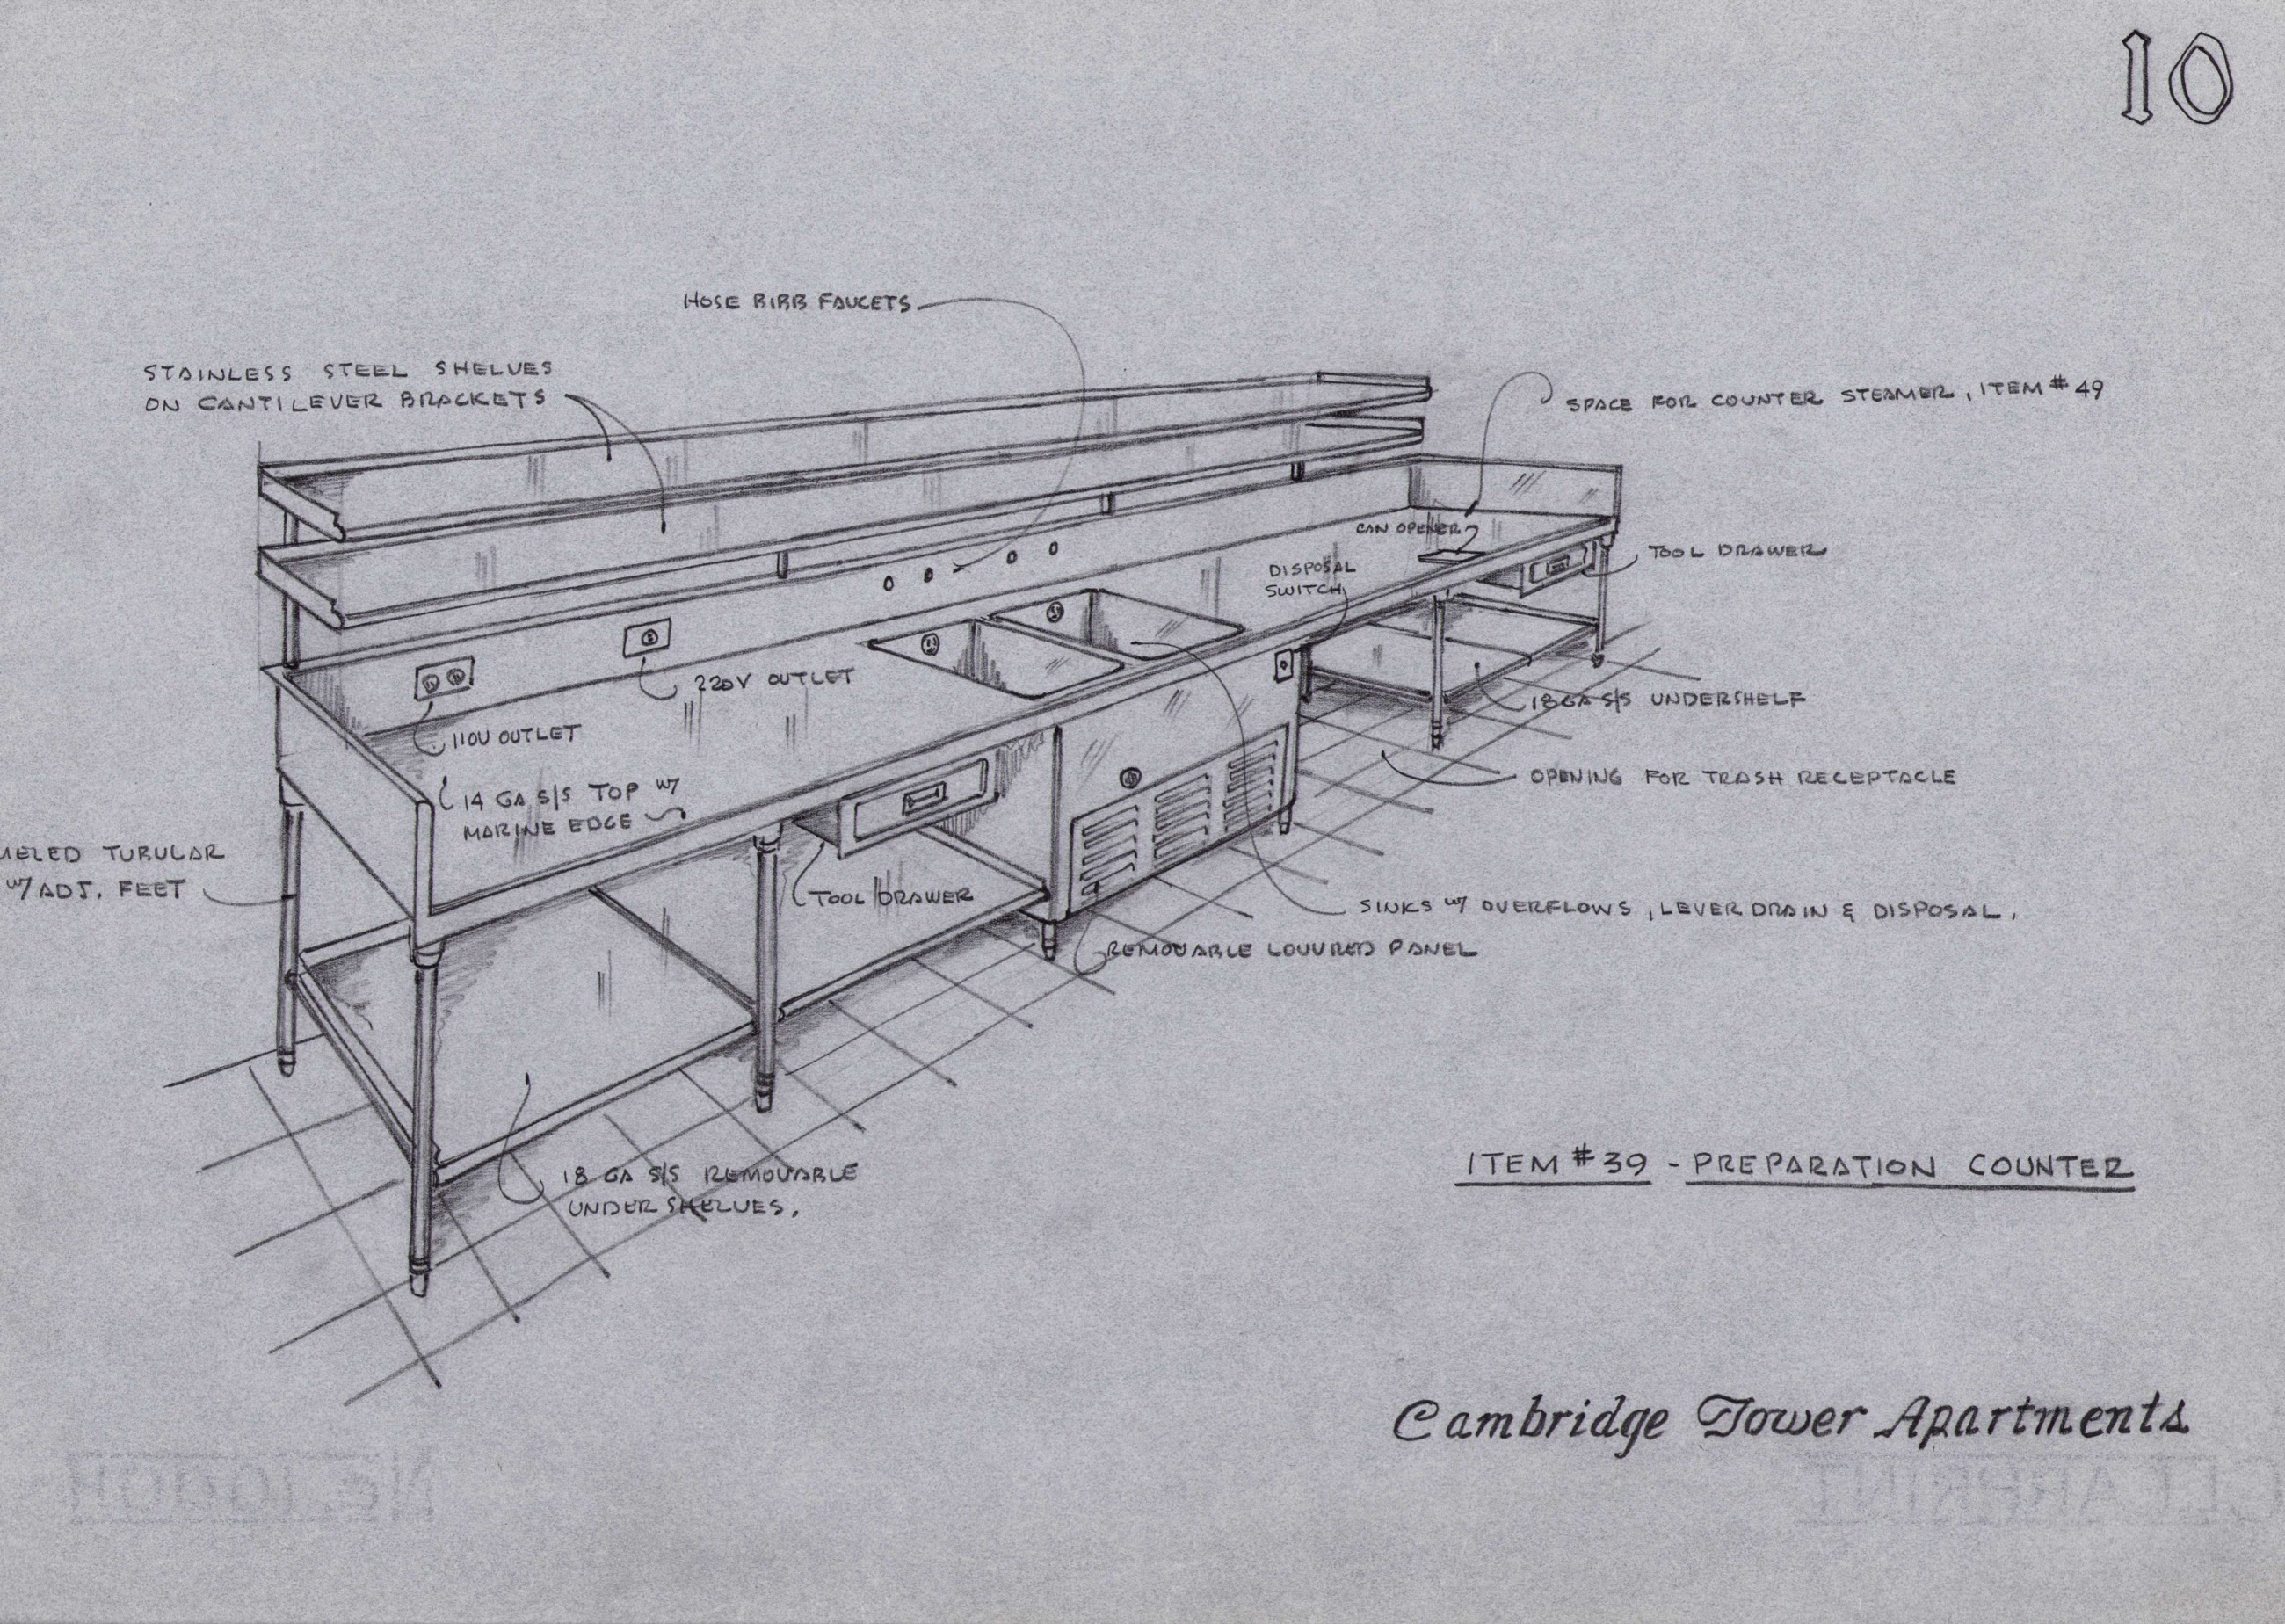 10
HOSE BIBB FAUCETS
STAINLESS STEEL SHELVES
ON CANTILEVER BRACKETS
SPACE FOR COUNTER STEAMER, ITEM #49
CAN OPENER
TOOL DRAWER
DISPOSAL
SWITCH
220V OUTLET
18 GA S/S UNDERSHELF
110V OUTLET
OPENING FOR TRASH RECEPTACLE
14 GA S/S TOP W/
MARINE EDGE
TUBULAR
W/ ADJ. FEET
TOOL DRAWER
SINKS W/ OVERFLOWS, LEVER DRAIN & DISPOSAL.
REMOVABLE LOUVRED PANEL
18 GA S/S REMOVABLE
UNDER SHELVES.
ITEM #39 - PREPARATION COUNTER
Cambridge Tower Apartments
CLEARPRINT